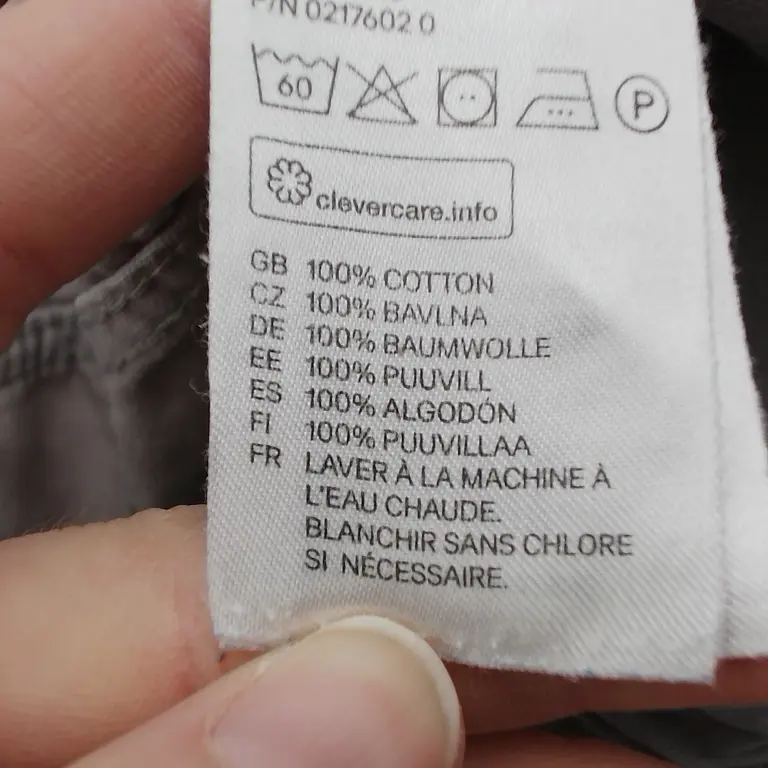 P/N 0217602 0
60
P
clevercare.info
GB 100% COTTON
CZ 100% BAVLNA
DE 100% BAUMWOLLE
EE 100% PUUVILL
ES 100% ALGODÓN
FI 100% PUUVILLAA
FR LAVER À LA MACHINE À
L'EAU CHAUDE.
BLANCHIR SANS CHLORE
SI NÉCESSAIRE.